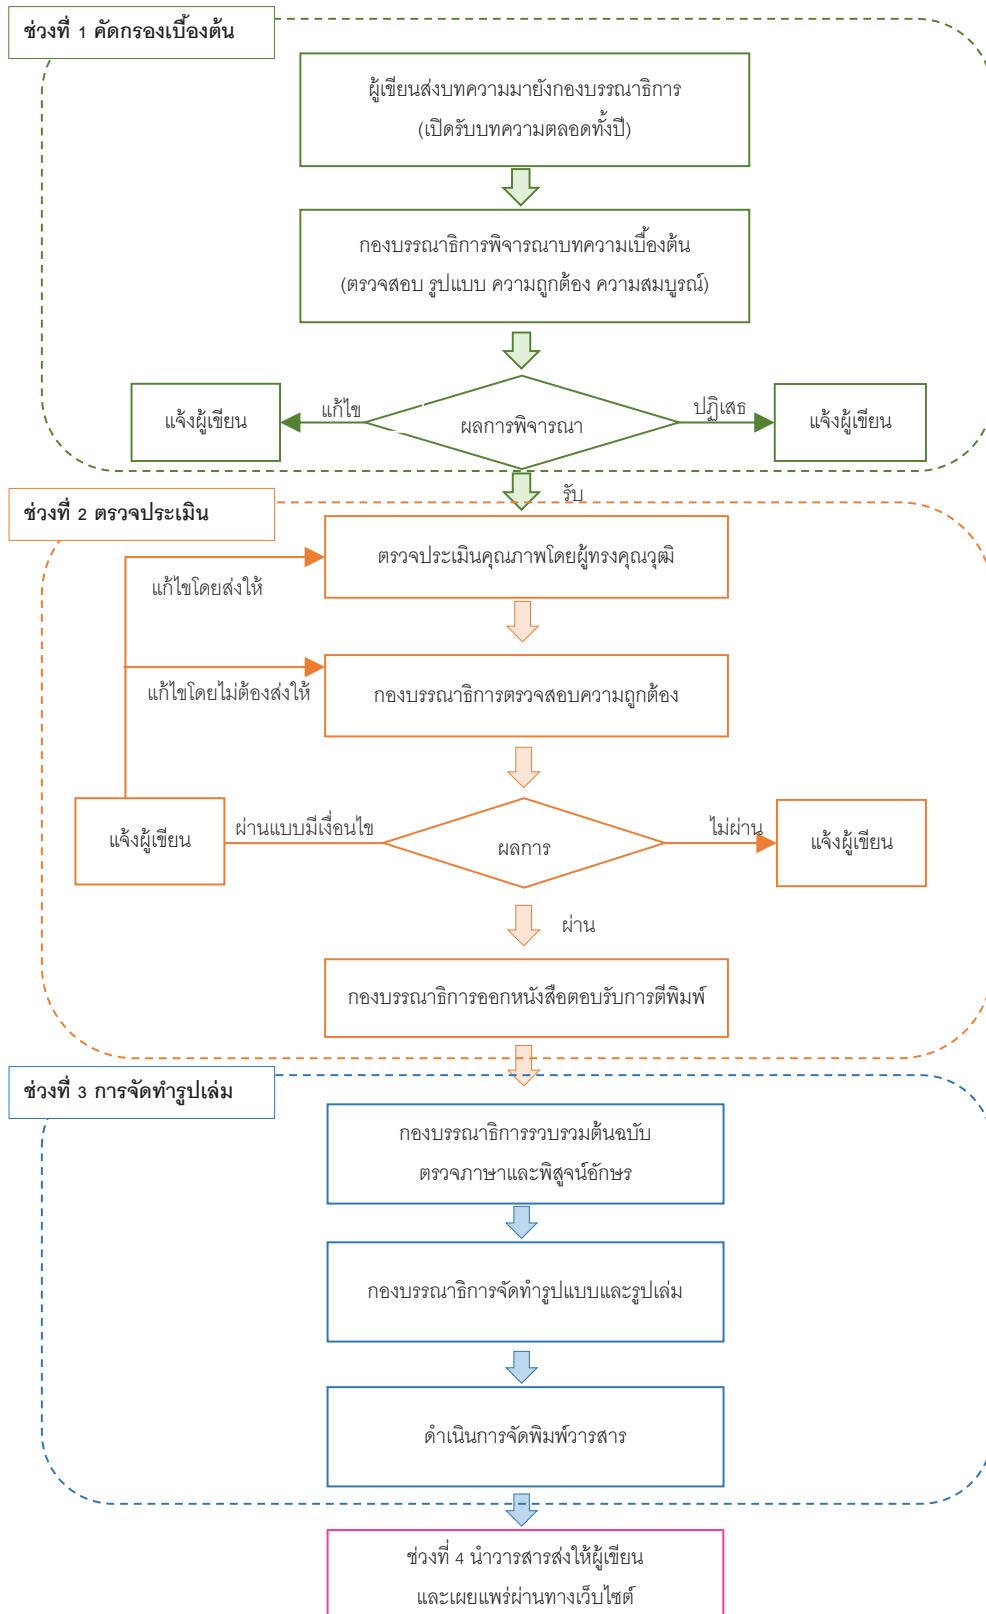 ช่วงที่ 1 คัดกรองเบื้องต้น
ผู้เขียนส่งบทความมายังกองบรรณาธิการ
(เปิดรับบทความตลอดทั้งปี)
กองบรรณาธิการพิจารณาบทความเบื้องต้น
(ตรวจสอบ รูปแบบ ความถูกต้อง ความสมบูรณ์)
แจ้งผู้เขียน
แก้ไข
ผลการพิจารณา
ปฏิเสธ
แจ้งผู้เขียน
รับ
ช่วงที่ 2 ตรวจประเมิน
ตรวจประเมินคุณภาพโดยผู้ทรงคุณวุฒิ
แก้ไขโดยส่งให้
กองบรรณาธิการตรวจสอบความถูกต้อง
แก้ไขโดยไม่ต้องส่งให้
แจ้งผู้เขียน
ผ่านแบบมีเงื่อนไข
ผลการ
ไม่ผ่าน
แจ้งผู้เขียน
ผ่าน
กองบรรณาธิการออกหนังสือตอบรับการตีพิมพ์
ช่วงที่ 3 การจัดทำรูปเล่ม
กองบรรณาธิการรวบรวมต้นฉบับ
ตรวจภาษาและพิสูจน์อักษร
กองบรรณาธิการจัดทำรูปแบบและรูปเล่ม
ดำเนินการจัดพิมพ์วารสาร
ช่วงที่ 4 นำวารสารส่งให้ผู้เขียน
และเผยแพร่ผ่านทางเว็บไซต์